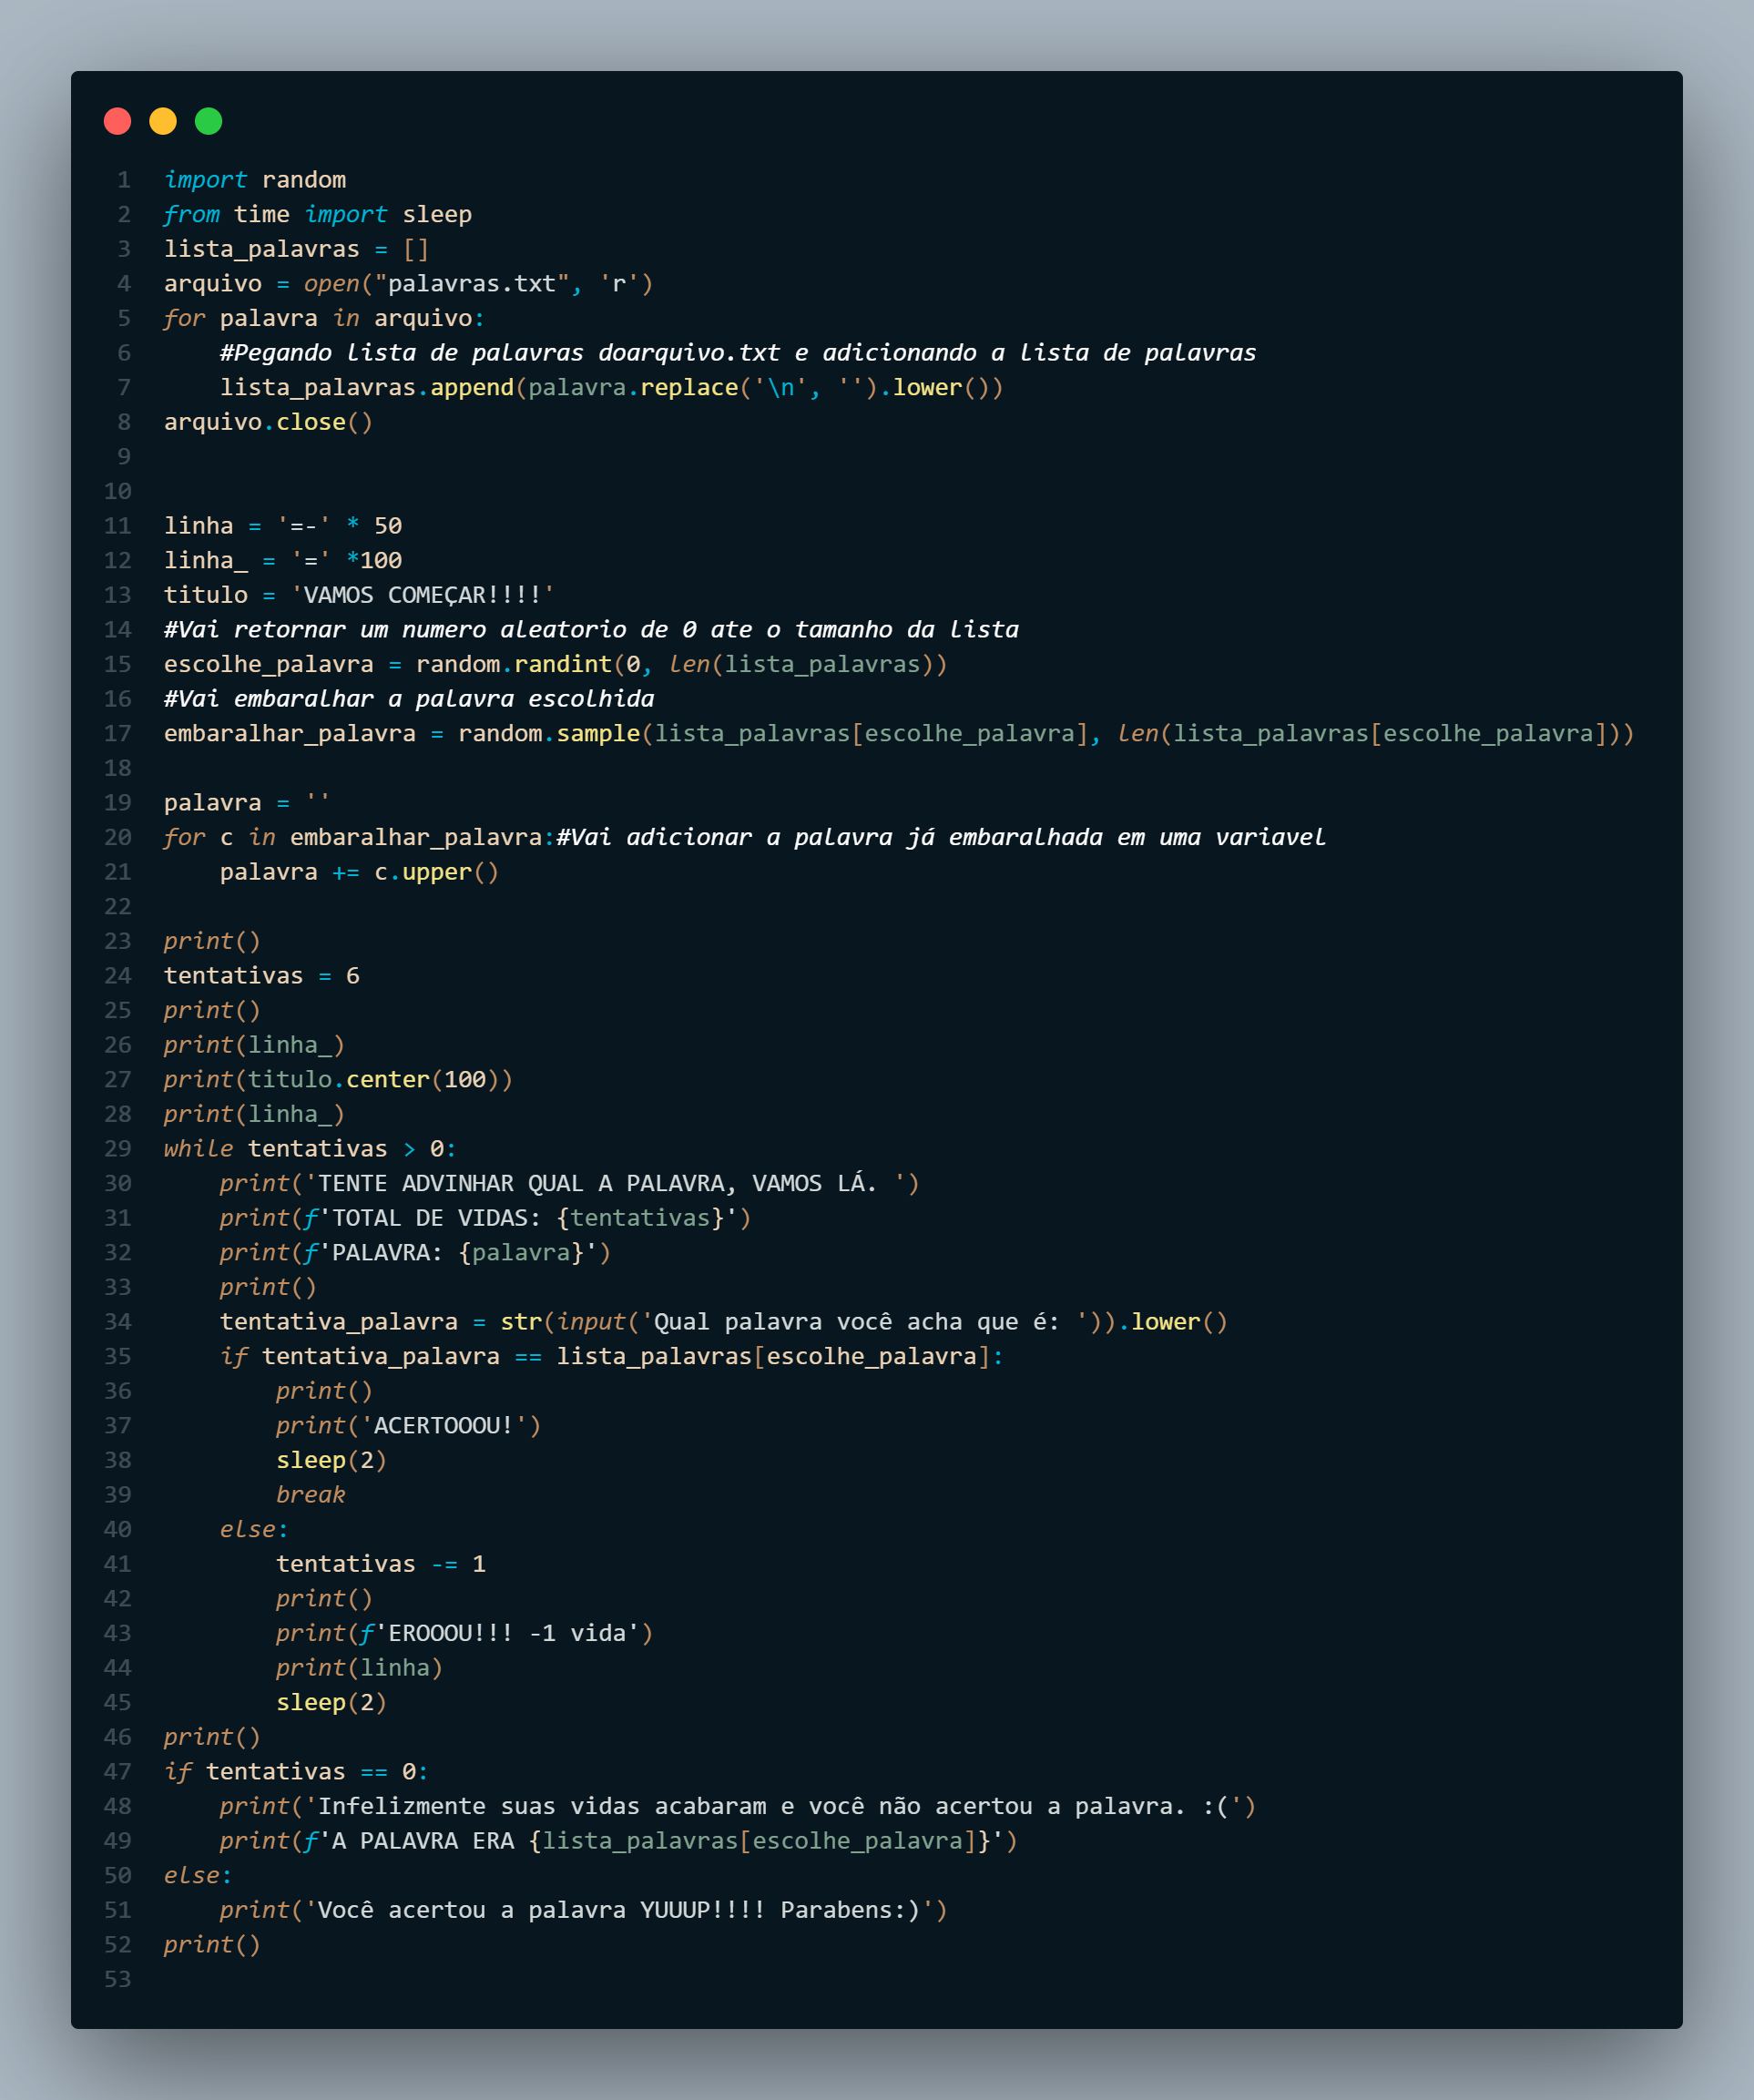 1 import random
2 from time import sleep
3 lista_palavras = []
4 arquivo = open("palavras.txt", 'r')
5 for palavra in arquivo:
6     #Pegando lista de palavras doarquivo.txt e adicionando a lista de palavras
7     lista_palavras.append(palavra.replace('\n', '').lower())
8 arquivo.close()
9
10
11 linha = '=-' * 50
12 linha_ = '=' *100
13 titulo = 'VAMOS COMEÇAR!!!!'
14 #Vai retornar um numero aleatorio de 0 ate o tamanho da lista
15 escolhe_palavra = random.randint(0, len(lista_palavras))
16 #Vai embaralhar a palavra escolhida
17 embaralhar_palavra = random.sample(lista_palavras[escolhe_palavra], len(lista_palavras[escolhe_palavra]))
18
19 palavra = ''
20 for c in embaralhar_palavra:#Vai adicionar a palavra já embaralhada em uma variavel
21     palavra += c.upper()
22
23 print()
24 tentativas = 6
25 print()
26 print(linha_)
27 print(titulo.center(100))
28 print(linha_)
29 while tentativas > 0:
30     print('TENTE ADVINHAR QUAL A PALAVRA, VAMOS LÁ. ')
31     print(f'TOTAL DE VIDAS: {tentativas}')
32     print(f'PALAVRA: {palavra}')
33     print()
34     tentativa_palavra = str(input('Qual palavra você acha que é: ')).lower()
35     if tentativa_palavra == lista_palavras[escolhe_palavra]:
36         print()
37         print('ACERTOOOU!')
38         sleep(2)
39         break
40     else:
41         tentativas -= 1
42         print()
43         print(f'EROOOU!!! -1 vida')
44         print(linha)
45         sleep(2)
46 print()
47 if tentativas == 0:
48     print('Infelizmente suas vidas acabaram e você não acertou a palavra. :(')
49     print(f'A PALAVRA ERA {lista_palavras[escolhe_palavra]}')
50 else:
51     print('Você acertou a palavra YUUUP!!!! Parabens:)')
52 print()
53